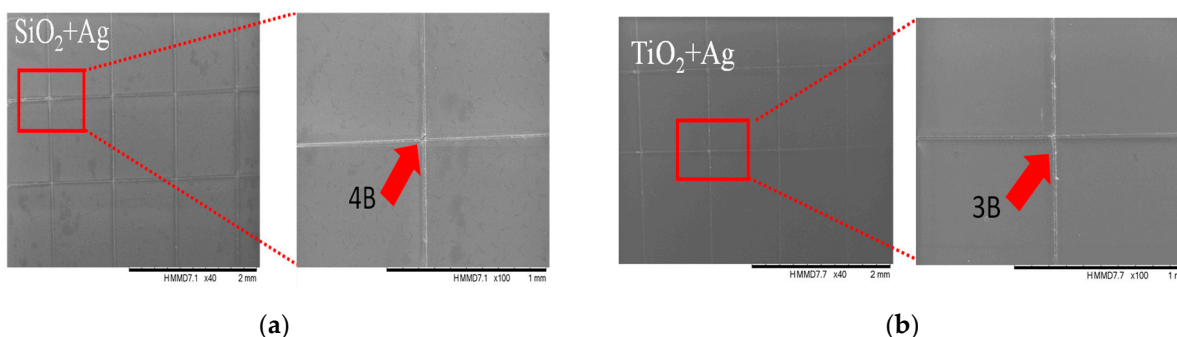 SiO₂+Ag
4B
HMMD7.1 x40 2 mm
HMMD7.1 x100 1 mm
(a)
TiO₂+Ag
3B
HMMD7.7 x40 2 mm
HMMD7.7 x100 1 m
(b)